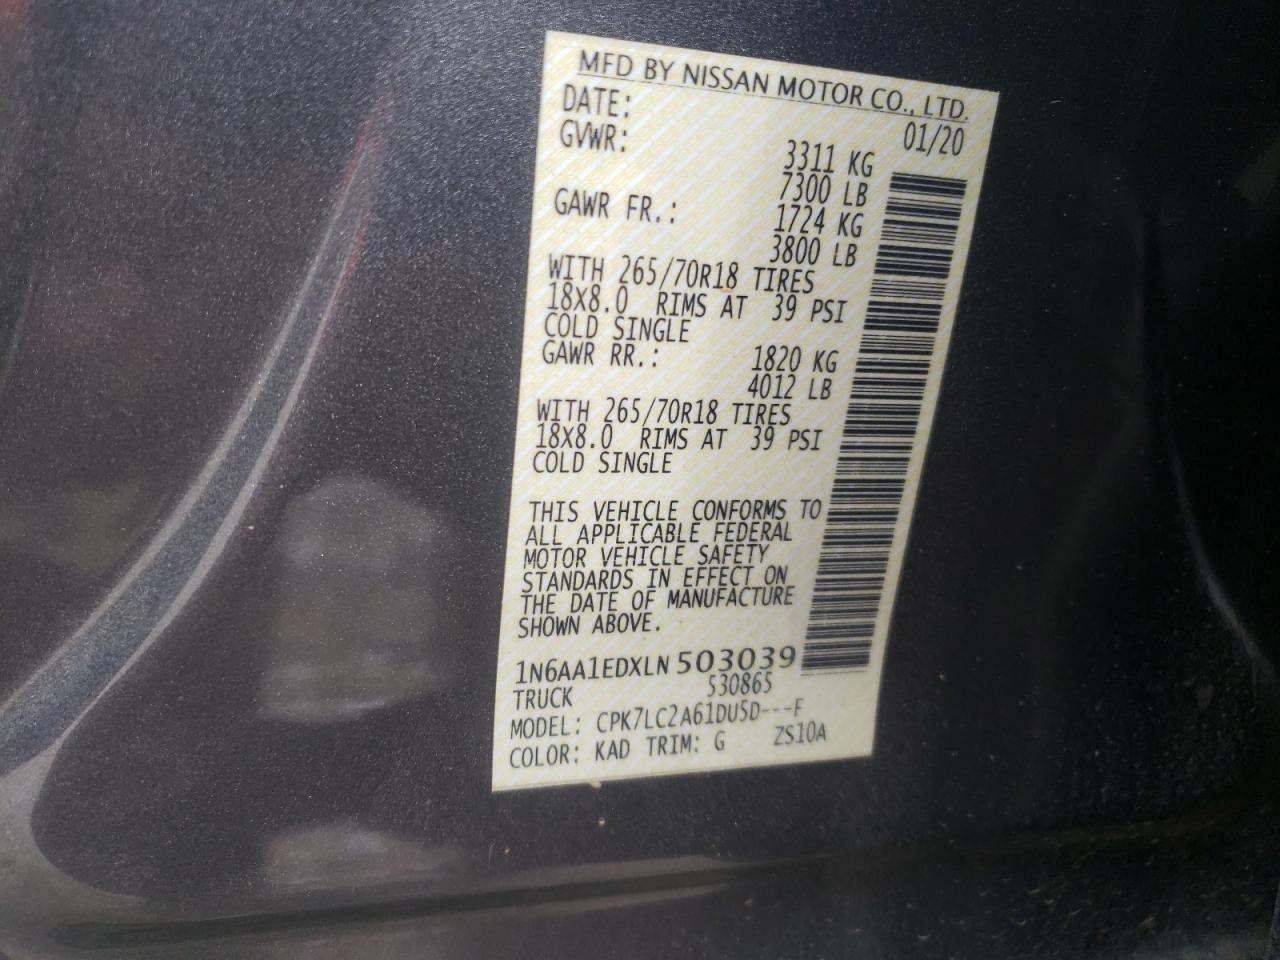 MFD BY NISSAN MOTOR CO., LTD.
DATE: 01/20
GVWR: 3311 KG
7300 LB
GAWR FR.: 1724 KG
3800 LB
WITH 265/70R18 TIRES
18X8.0 RIMS AT 39 PSI
COLD SINGLE
GAWR RR.: 1820 KG
4012 LB
WITH 265/70R18 TIRES
18X8.0 RIMS AT 39 PSI
COLD SINGLE
THIS VEHICLE CONFORMS TO
ALL APPLICABLE FEDERAL
MOTOR VEHICLE SAFETY
STANDARDS IN EFFECT ON
THE DATE OF MANUFACTURE
SHOWN ABOVE.
1N6AA1EDXLN503039
TRUCK 530865
MODEL: CPK7LC2A61DU5D---F
COLOR: KAD TRIM: G ZS10A